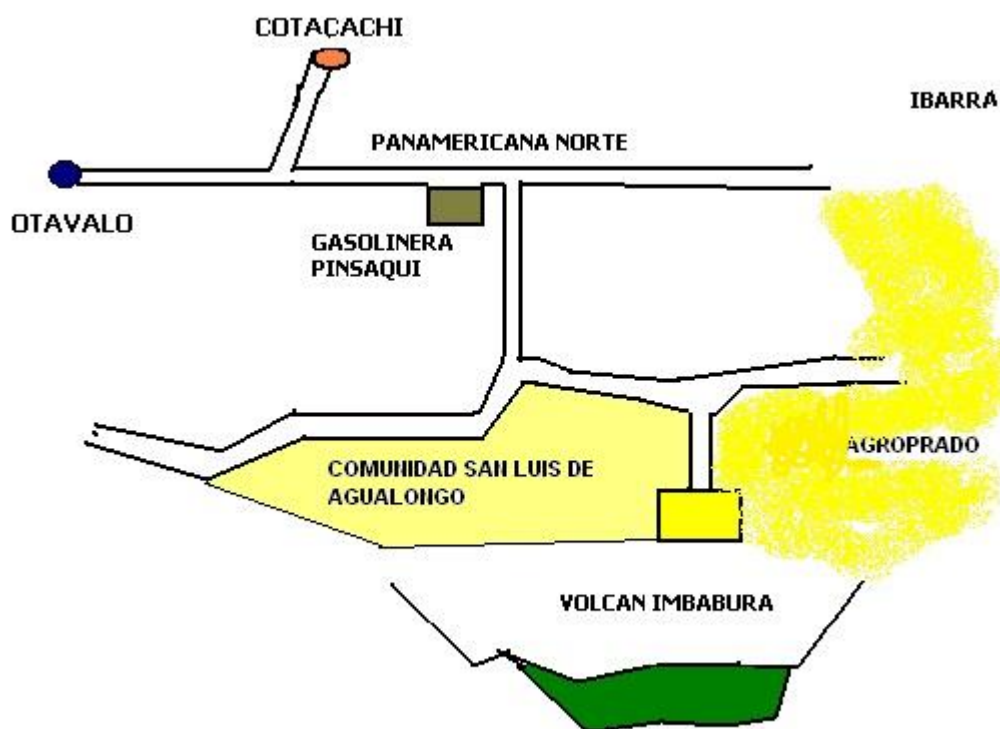 COTACACHI
IBARRA
PANAMERICANA NORTE
OTAVALO
GASOLINERA
PINSAQUI
COMUNIDAD SAN LUIS DE
AGUALONGO
AGROPRADO
VOLCAN IMBABURA